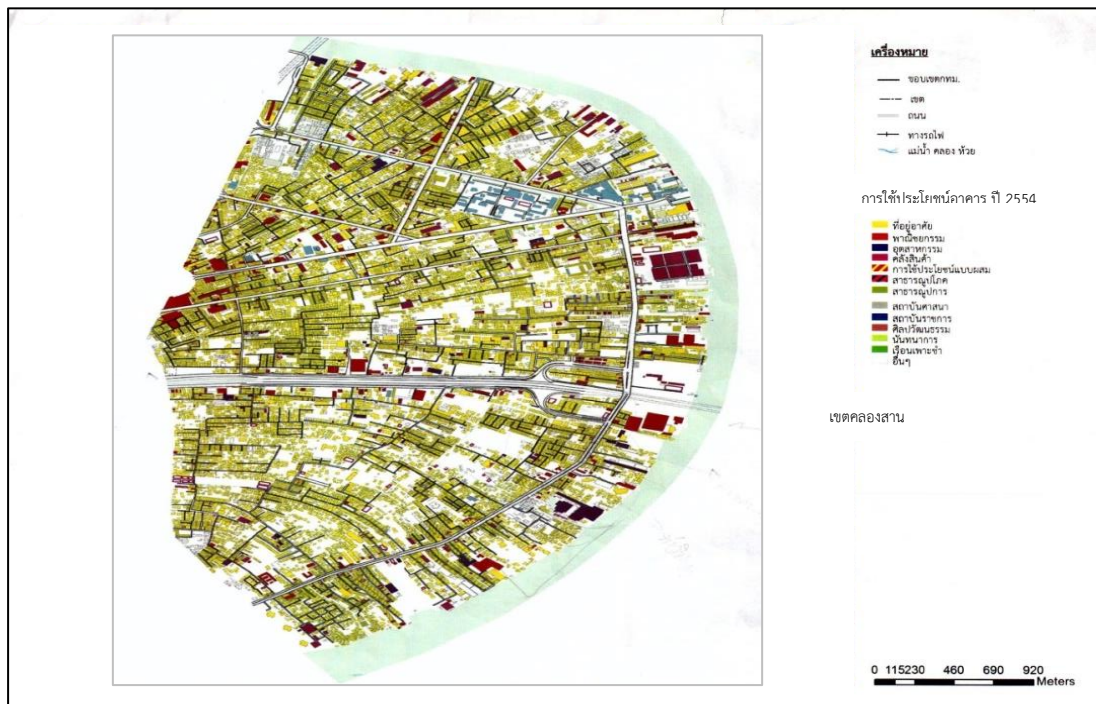 เครื่องหมาย
ขอบเขตกทม.
เขต
ถนน
ทางรถไฟ
แม่น้ำ คลอง ห้วย
การใช้ประโยชน์อาคาร ปี 2554
ที่อยู่อาศัย
พาณิชยกรรม
อุตสาหกรรม
คลังสินค้า
การใช้ประโยชน์แบบผสม
สาธารณูปโภค
สาธารณูปการ
สถาบันศาสนา
สถาบันราชการ
ศิลปวัฒนธรรม
นันทนาการ
เรือนเพาะชำ
อื่นๆ
เขตคลองสาน
0 115230 460 690 920
Meters